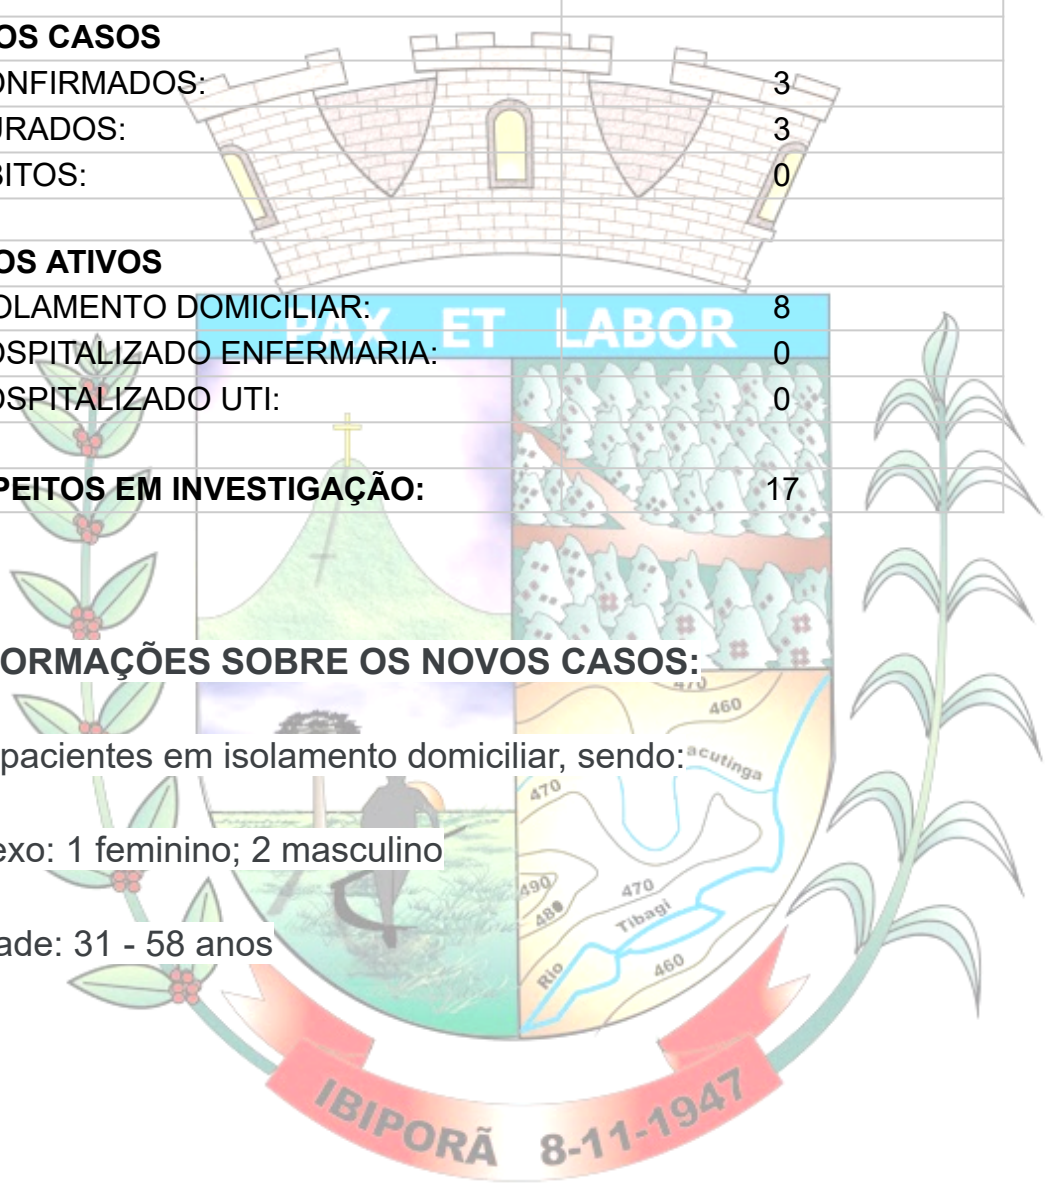 OS CASOS
ONFIRMADOS: 3
URADOS: 3
BITOS: 0
OS ATIVOS
OLAMENTO DOMICILIAR: 8
OSPITALIZADO ENFERMARIA: 0
OSPITALIZADO UTI: 0
PEITOS EM INVESTIGAÇÃO: 17
PAX ET LABOR
ORMAÇÕES SOBRE OS NOVOS CASOS:
470
460
pacientes em isolamento domiciliar, sendo:
acutinga
470
exo: 1 feminino; 2 masculino
490
470
480
Tibagi
ade: 31 - 58 anos
Rio
460
IBIPORÃ 8-11-1947